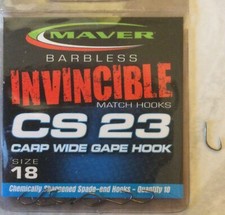 MAVER
BARBLESS
INVINCIBLE
MATCH HOOKS
CS 23
CARP WIDE GAPE HOOK
SIZE
18
Chemically Sharpened Spade-end Hooks - Quantity 10